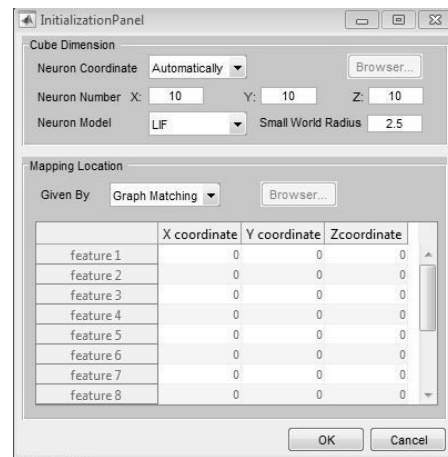 InitializationPanel
Cube Dimension
Neuron Coordinate Automatically Browser...
Neuron Number X: 10 Y: 10 Z: 10
Neuron Model LIF Small World Radius 2.5
Mapping Location
Given By Graph Matching Browser...
X coordinate Y coordinate Zcoordinate
feature 1 0 0 0
feature 2 0 0 0
feature 3 0 0 0
feature 4 0 0 0
feature 5 0 0 0
feature 6 0 0 0
feature 7 0 0 0
feature 8 0 0 0
OK Cancel